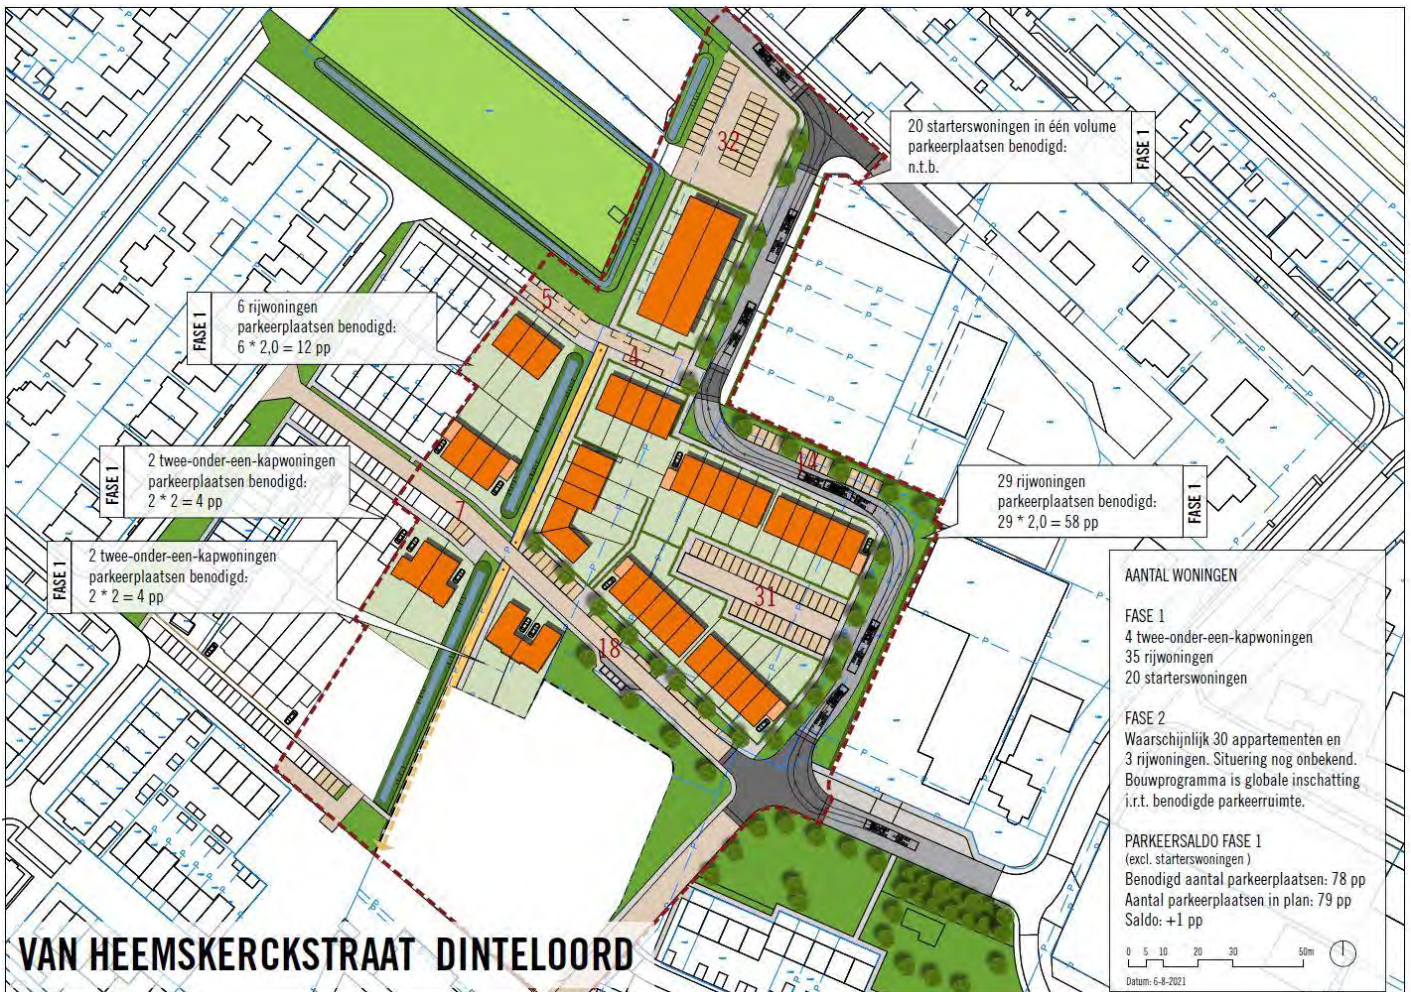 32
20 starterswoningen in één volume
parkeerplaatsen benodigd:
n.t.b.
FASE 1
5
FASE 1
6 rijwoningen
parkeerplaatsen benodigd:
6 * 2,0 = 12 pp
4
FASE 1
2 twee-onder-een-kapwoningen
parkeerplaatsen benodigd:
2 * 2 = 4 pp
14
29 rijwoningen
parkeerplaatsen benodigd:
29 * 2,0 = 58 pp
FASE 1
7
FASE 1
2 twee-onder-een-kapwoningen
parkeerplaatsen benodigd:
2 * 2 = 4 pp
31
18
AANTAL WONINGEN
FASE 1
4 twee-onder-een-kapwoningen
35 rijwoningen
20 starterswoningen
FASE 2
Waarschijnlijk 30 appartementen en
3 rijwoningen. Situering nog onbekend.
Bouwprogramma is globale inschatting
i.r.t. benodigde parkeerruimte.
PARKEERSALDO FASE 1
(excl. starterswoningen )
Benodigd aantal parkeerplaatsen: 78 pp
Aantal parkeerplaatsen in plan: 79 pp
Saldo: +1 pp
0 5 10 20 30 50m
Datum: 6-8-2021
VAN HEEMSKERCKSTRAAT DINTELOORD